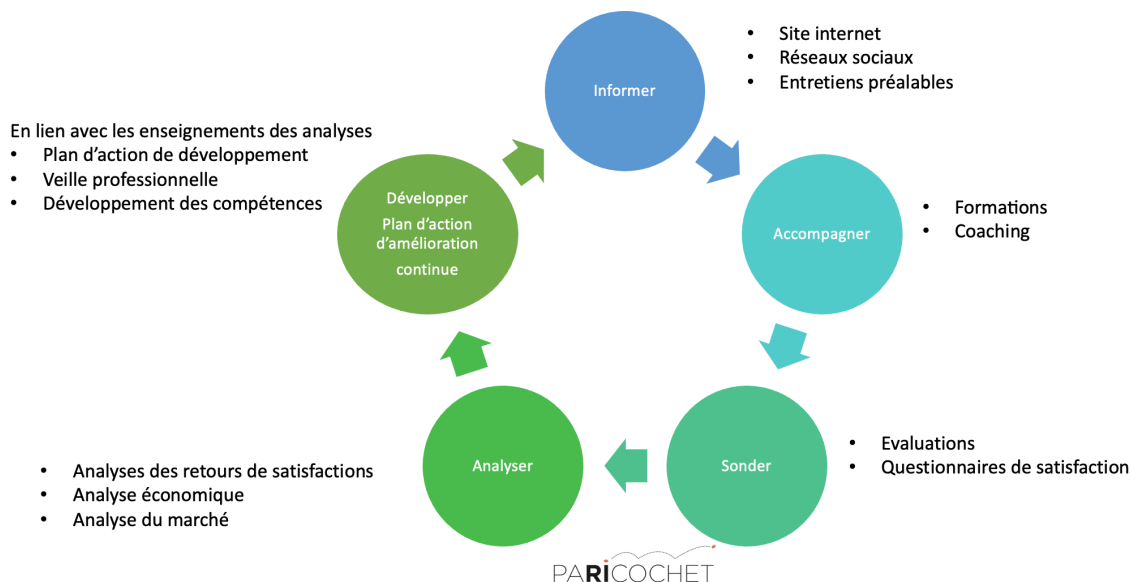 Informer
• Site internet
• Réseaux sociaux
• Entretiens préalables
Accompagner
• Formations
• Coaching
Sonder
• Evaluations
• Questionnaires de satisfaction
Analyser
• Analyses des retours de satisfactions
• Analyse économique
• Analyse du marché
Développer
Plan d’action
d’amélioration
continue
En lien avec les enseignements des analyses
• Plan d’action de développement
• Veille professionnelle
• Développement des compétences
PARICOCHET